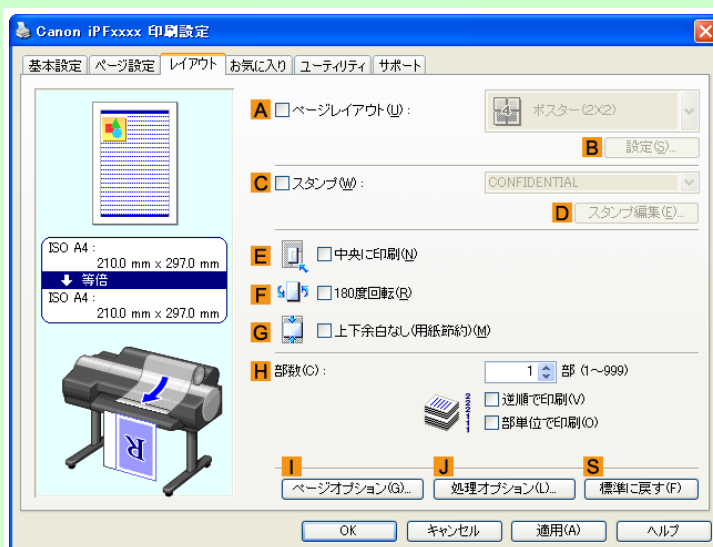 Canon iPFxxxx 印刷設定
基本設定 ページ設定 レイアウト お気に入り ユーティリティ サポート
A ページレイアウト(U) : 4 ポスター(2X2)
B 設定(S)...
C スタンプ(W) : CONFIDENTIAL
D スタンプ編集(E)...
ISO A4 :
210.0 mm x 297.0 mm
等倍
ISO A4 :
210.0 mm x 297.0 mm
E 中央に印刷(N)
F 180度回転(R)
G 上下余白なし(用紙節約)(M)
H 部数(C) : 1 部 (1～999)
逆順で印刷(V)
部単位で印刷(O)
222111
R
I J S
ページオプション(G)... 処理オプション(L)... 標準に戻す(F)
OK キャンセル 適用(A) ヘルプ